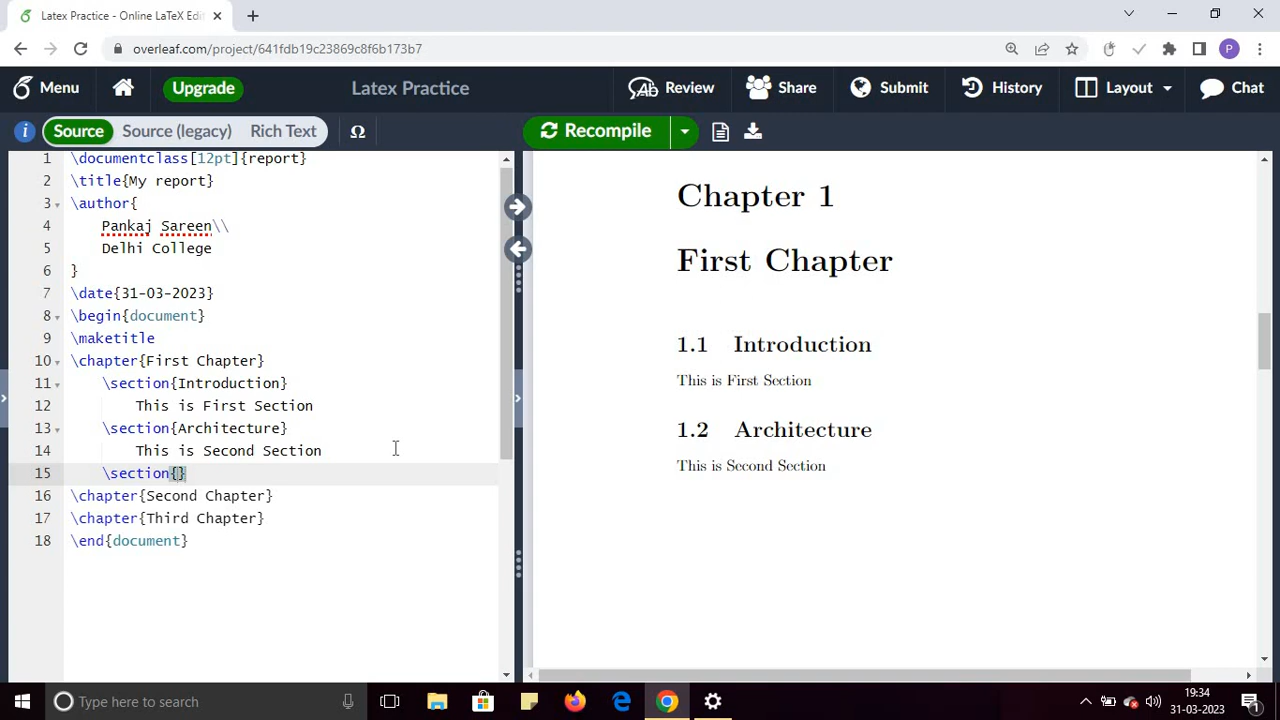 Latex Practice - Online LaTeX Edi
overleaf.com/project/641fdb19c23869c8f6b173b7
P
Menu
Upgrade
Latex Practice
Review
Share
Submit
History
Layout
Chat
i
Source
Source (legacy)
Rich Text
Ω
Recompile
1 \documentclass[12pt]{report}
2 \title{My report}
3 \author{
4 Pankaj Sareen\\
5 Delhi College
6 }
7 \date{31-03-2023}
8 \begin{document}
9 \maketitle
10 \chapter{First Chapter}
11 \section{Introduction}
12 This is First Section
13 \section{Architecture}
14 This is Second Section
15 \section{}
16 \chapter{Second Chapter}
17 \chapter{Third Chapter}
18 \end{document}
Chapter 1
First Chapter
1.1 Introduction
This is First Section
1.2 Architecture
This is Second Section
Type here to search
19:34
31-03-2023
1